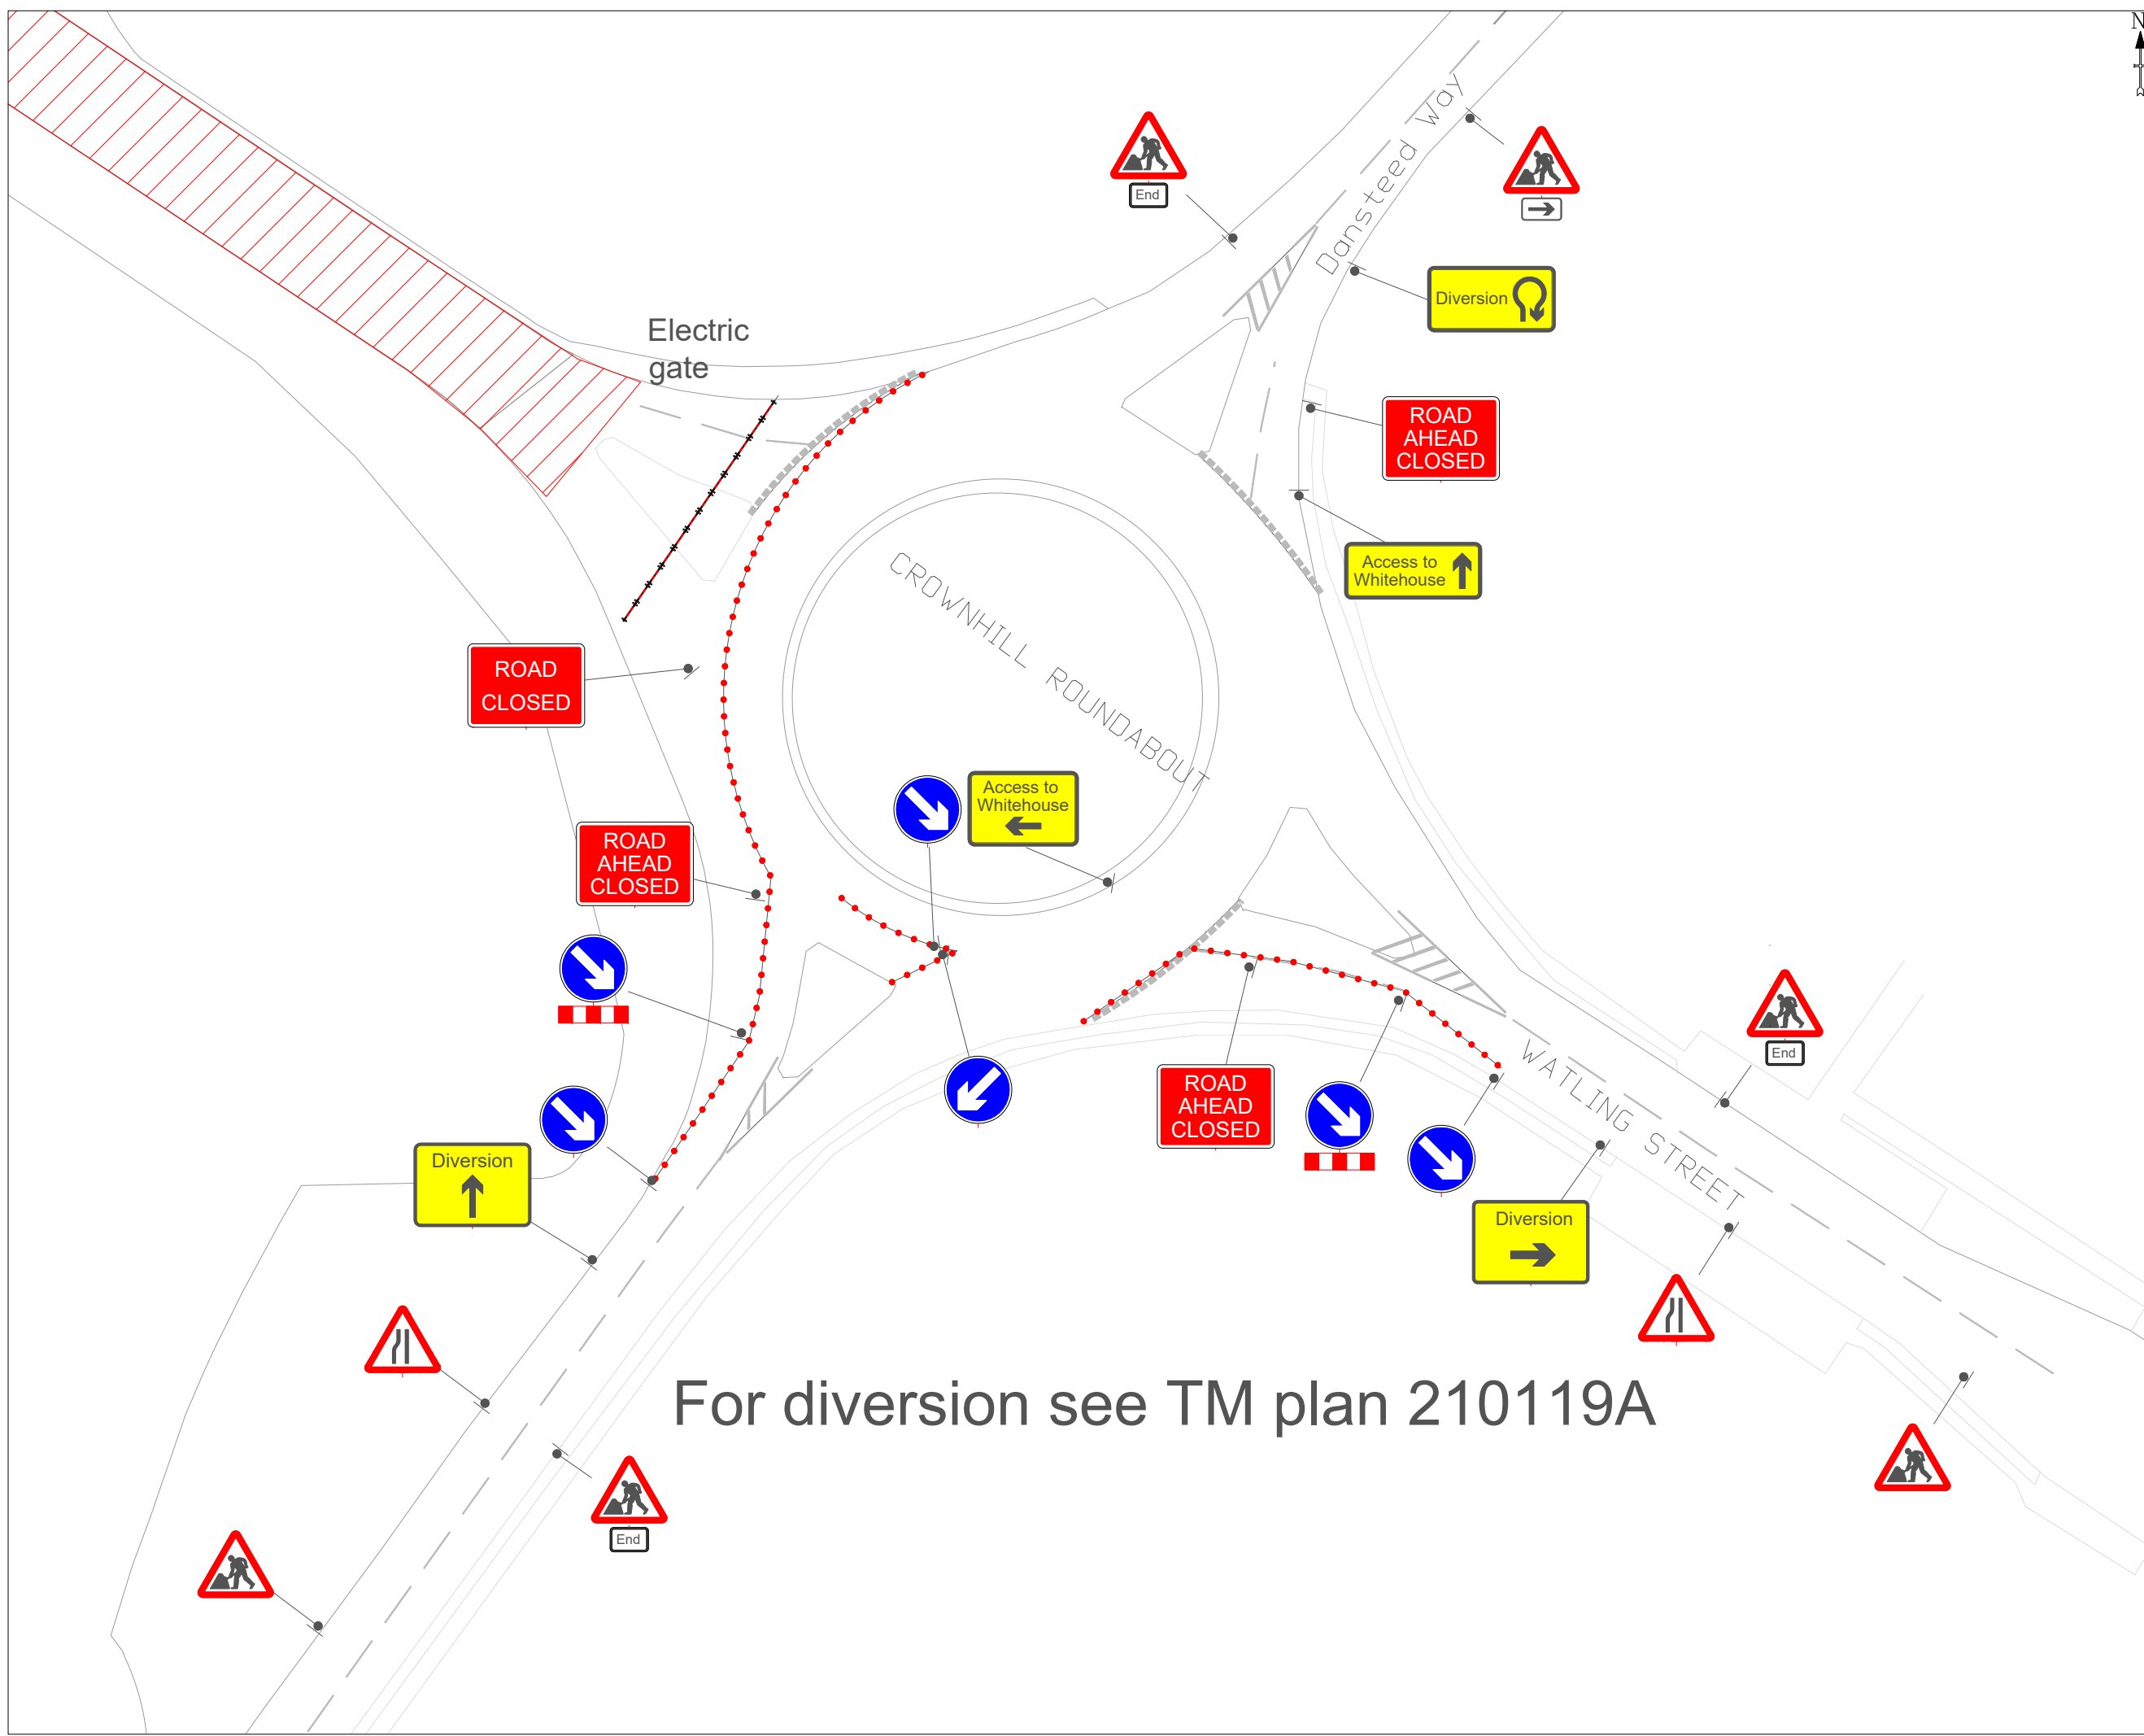 N
Dansteed Way
End
Diversion
Electric
gate
ROAD
AHEAD
CLOSED
Access to
Whitehouse
CROWNHILL ROUNDABOUT
ROAD
CLOSED
Access to
Whitehouse
ROAD
AHEAD
CLOSED
End
WATLING STREET
ROAD
AHEAD
CLOSED
Diversion
Diversion
For diversion see TM plan 210119A
End